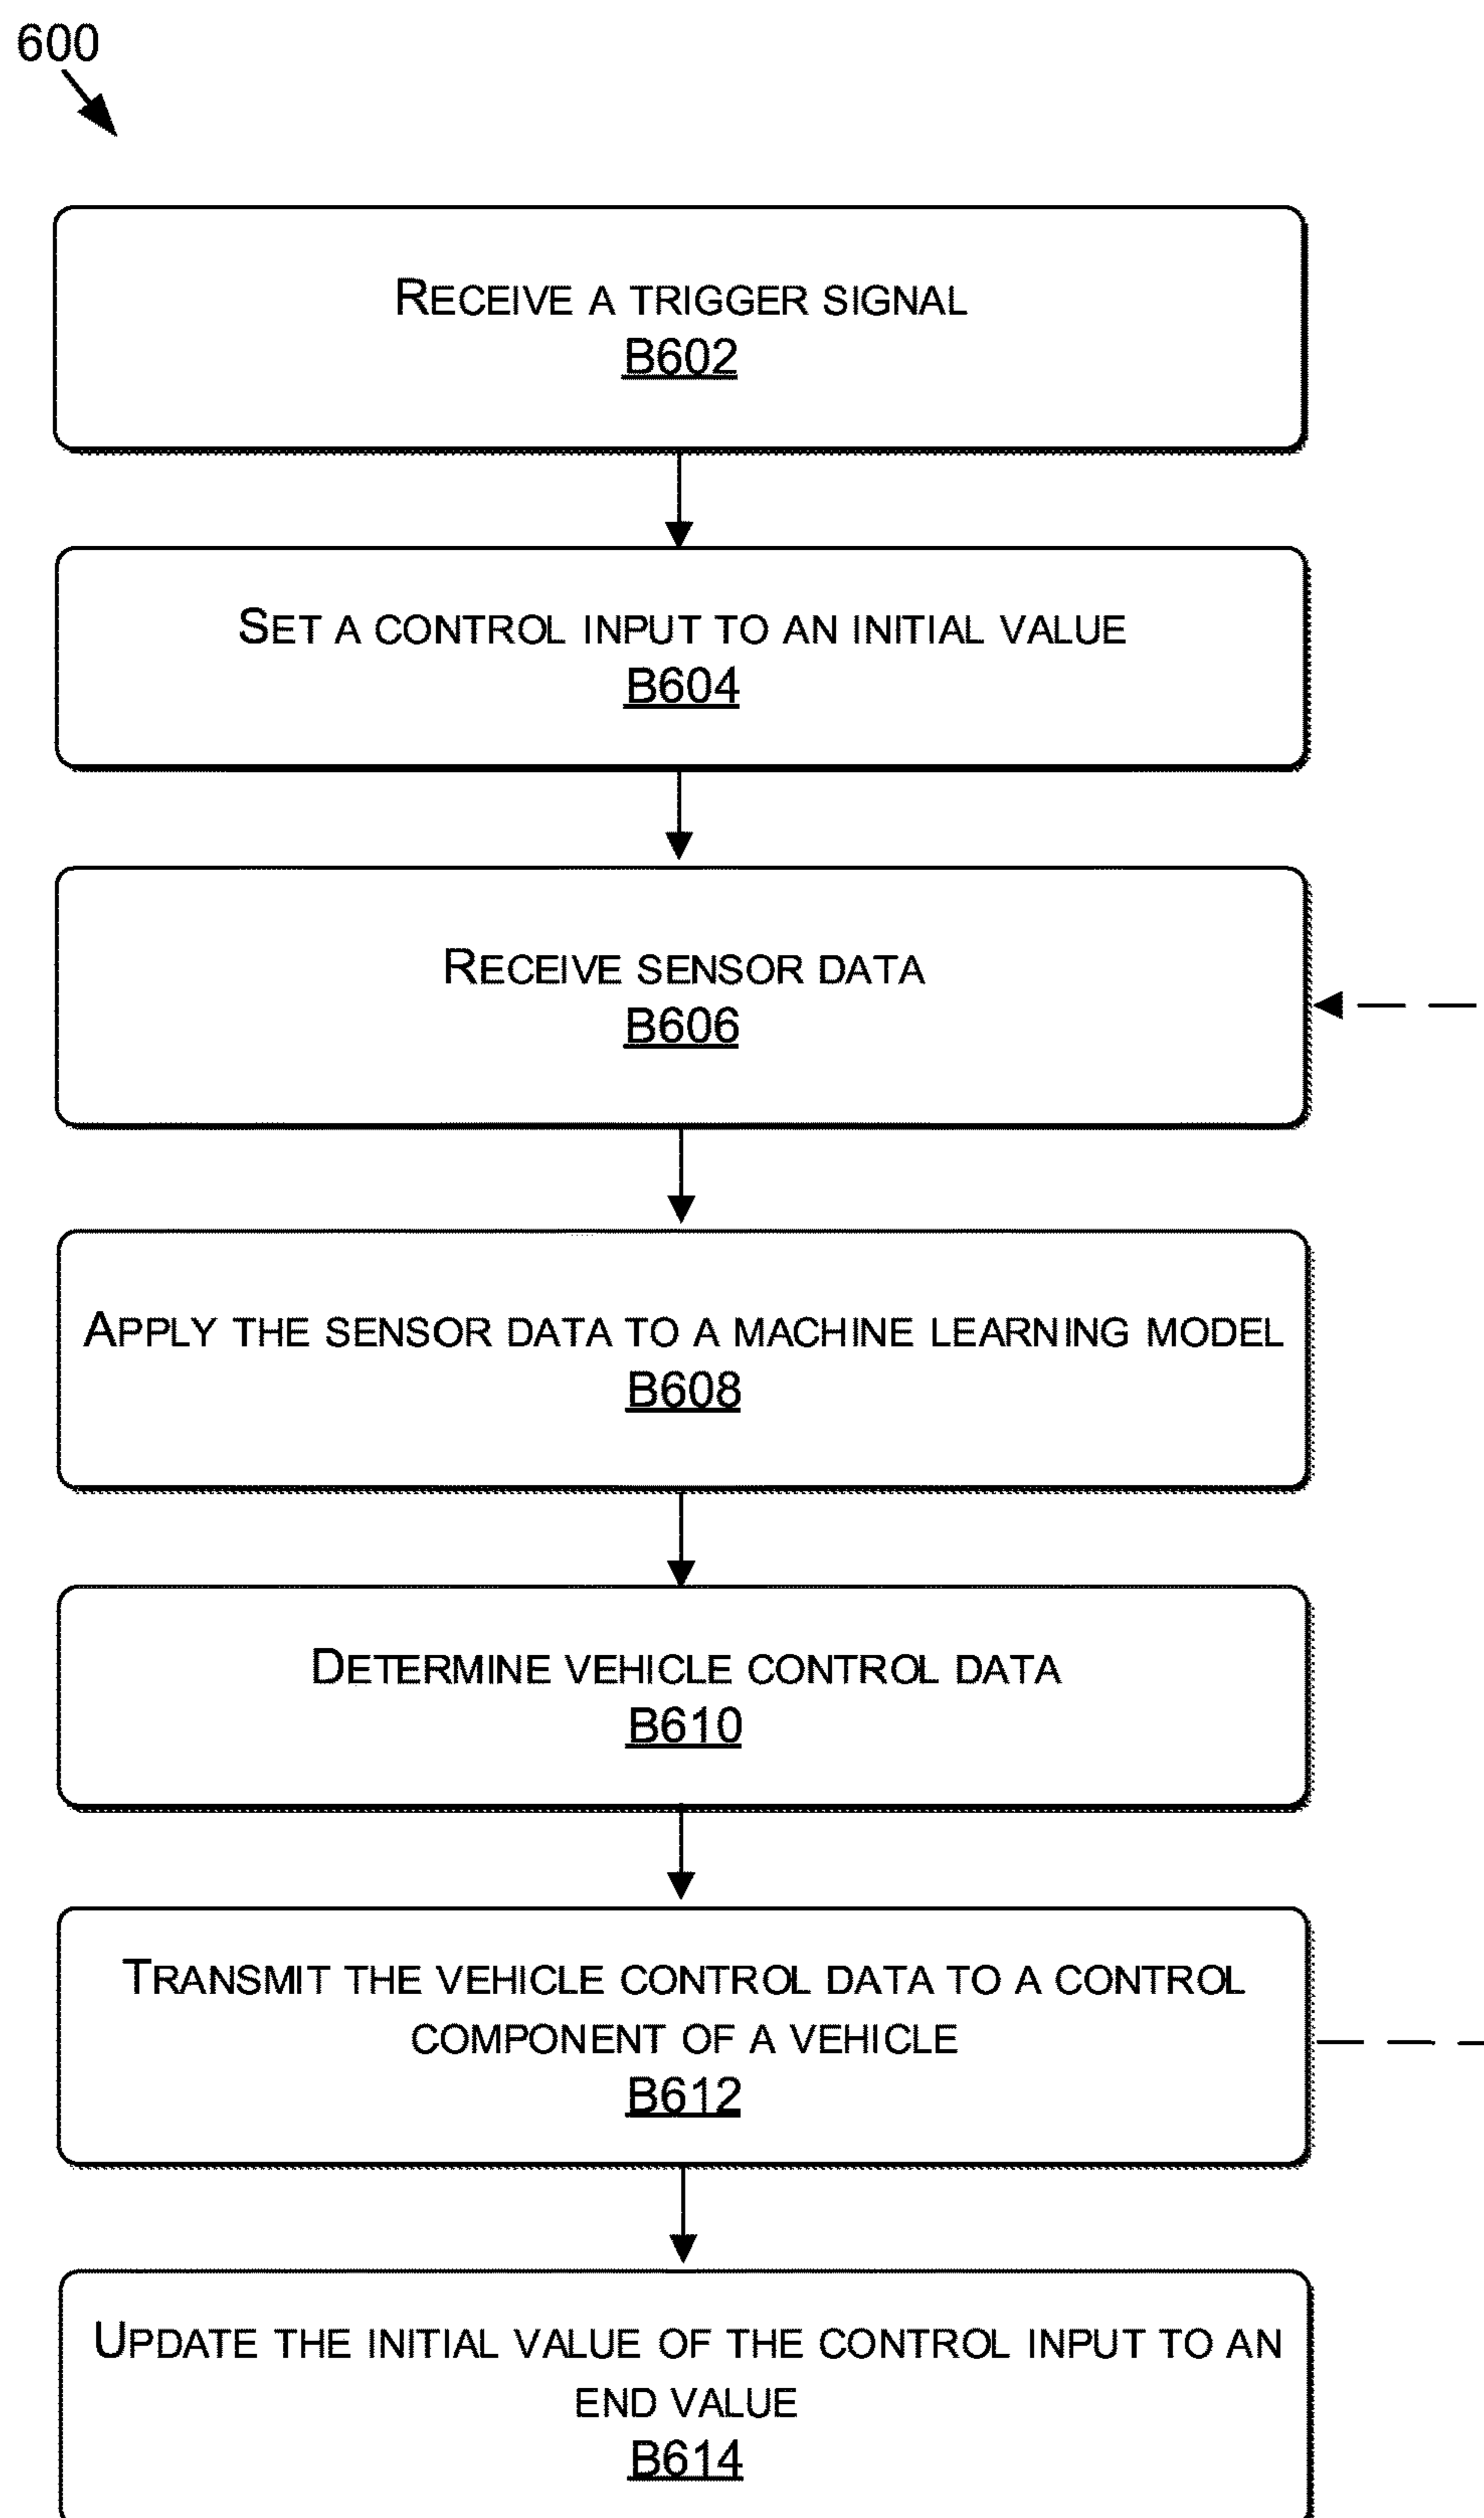 600
RECEIVE A TRIGGER SIGNAL
B602
SET A CONTROL INPUT TO AN INITIAL VALUE
B604
RECEIVE SENSOR DATA
B606
APPLY THE SENSOR DATA TO A MACHINE LEARNING MODEL
B608
DETERMINE VEHICLE CONTROL DATA
B610
TRANSMIT THE VEHICLE CONTROL DATA TO A CONTROL
COMPONENT OF A VEHICLE
B612
UPDATE THE INITIAL VALUE OF THE CONTROL INPUT TO AN
END VALUE
B614